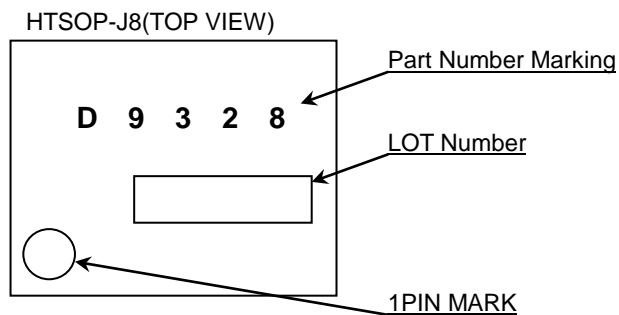 HTSOP-J8(TOP VIEW)
Part Number Marking
D 9 3 2 8
LOT Number
1PIN MARK